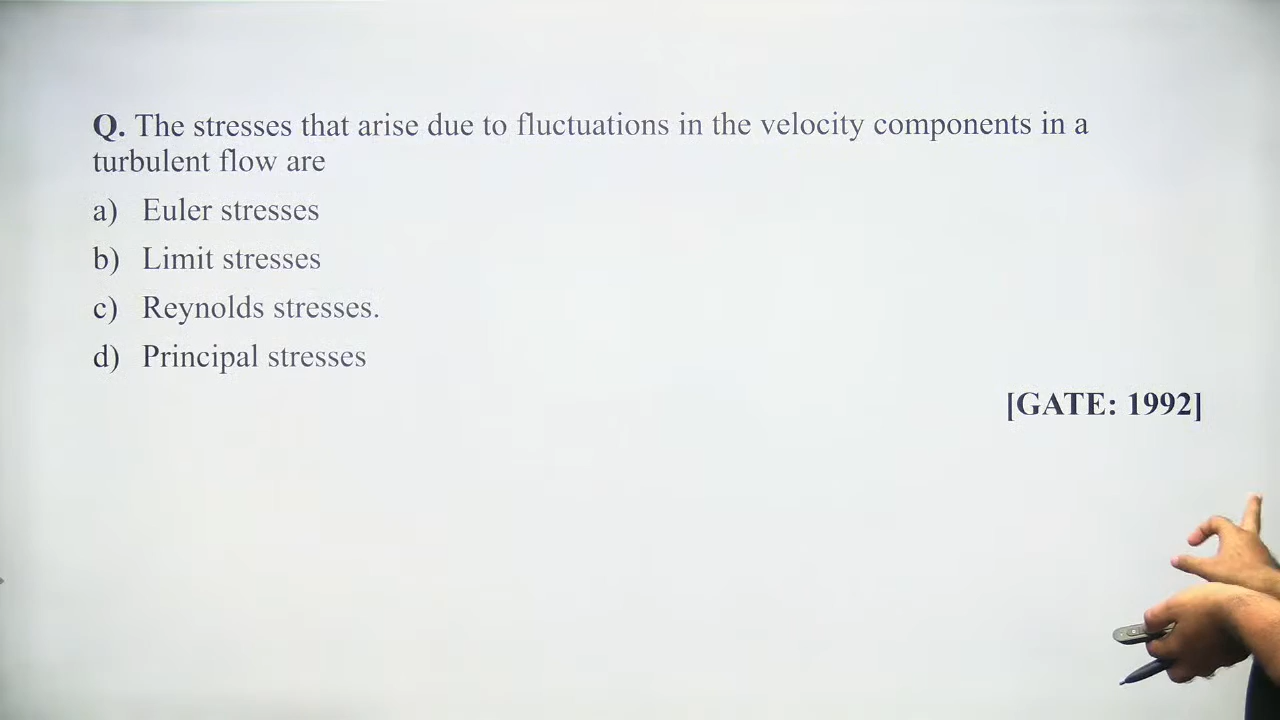 Q. The stresses that arise due to fluctuations in the velocity components in a
turbulent flow are
a) Euler stresses
b) Limit stresses
c) Reynolds stresses.
d) Principal stresses
[GATE: 1992]